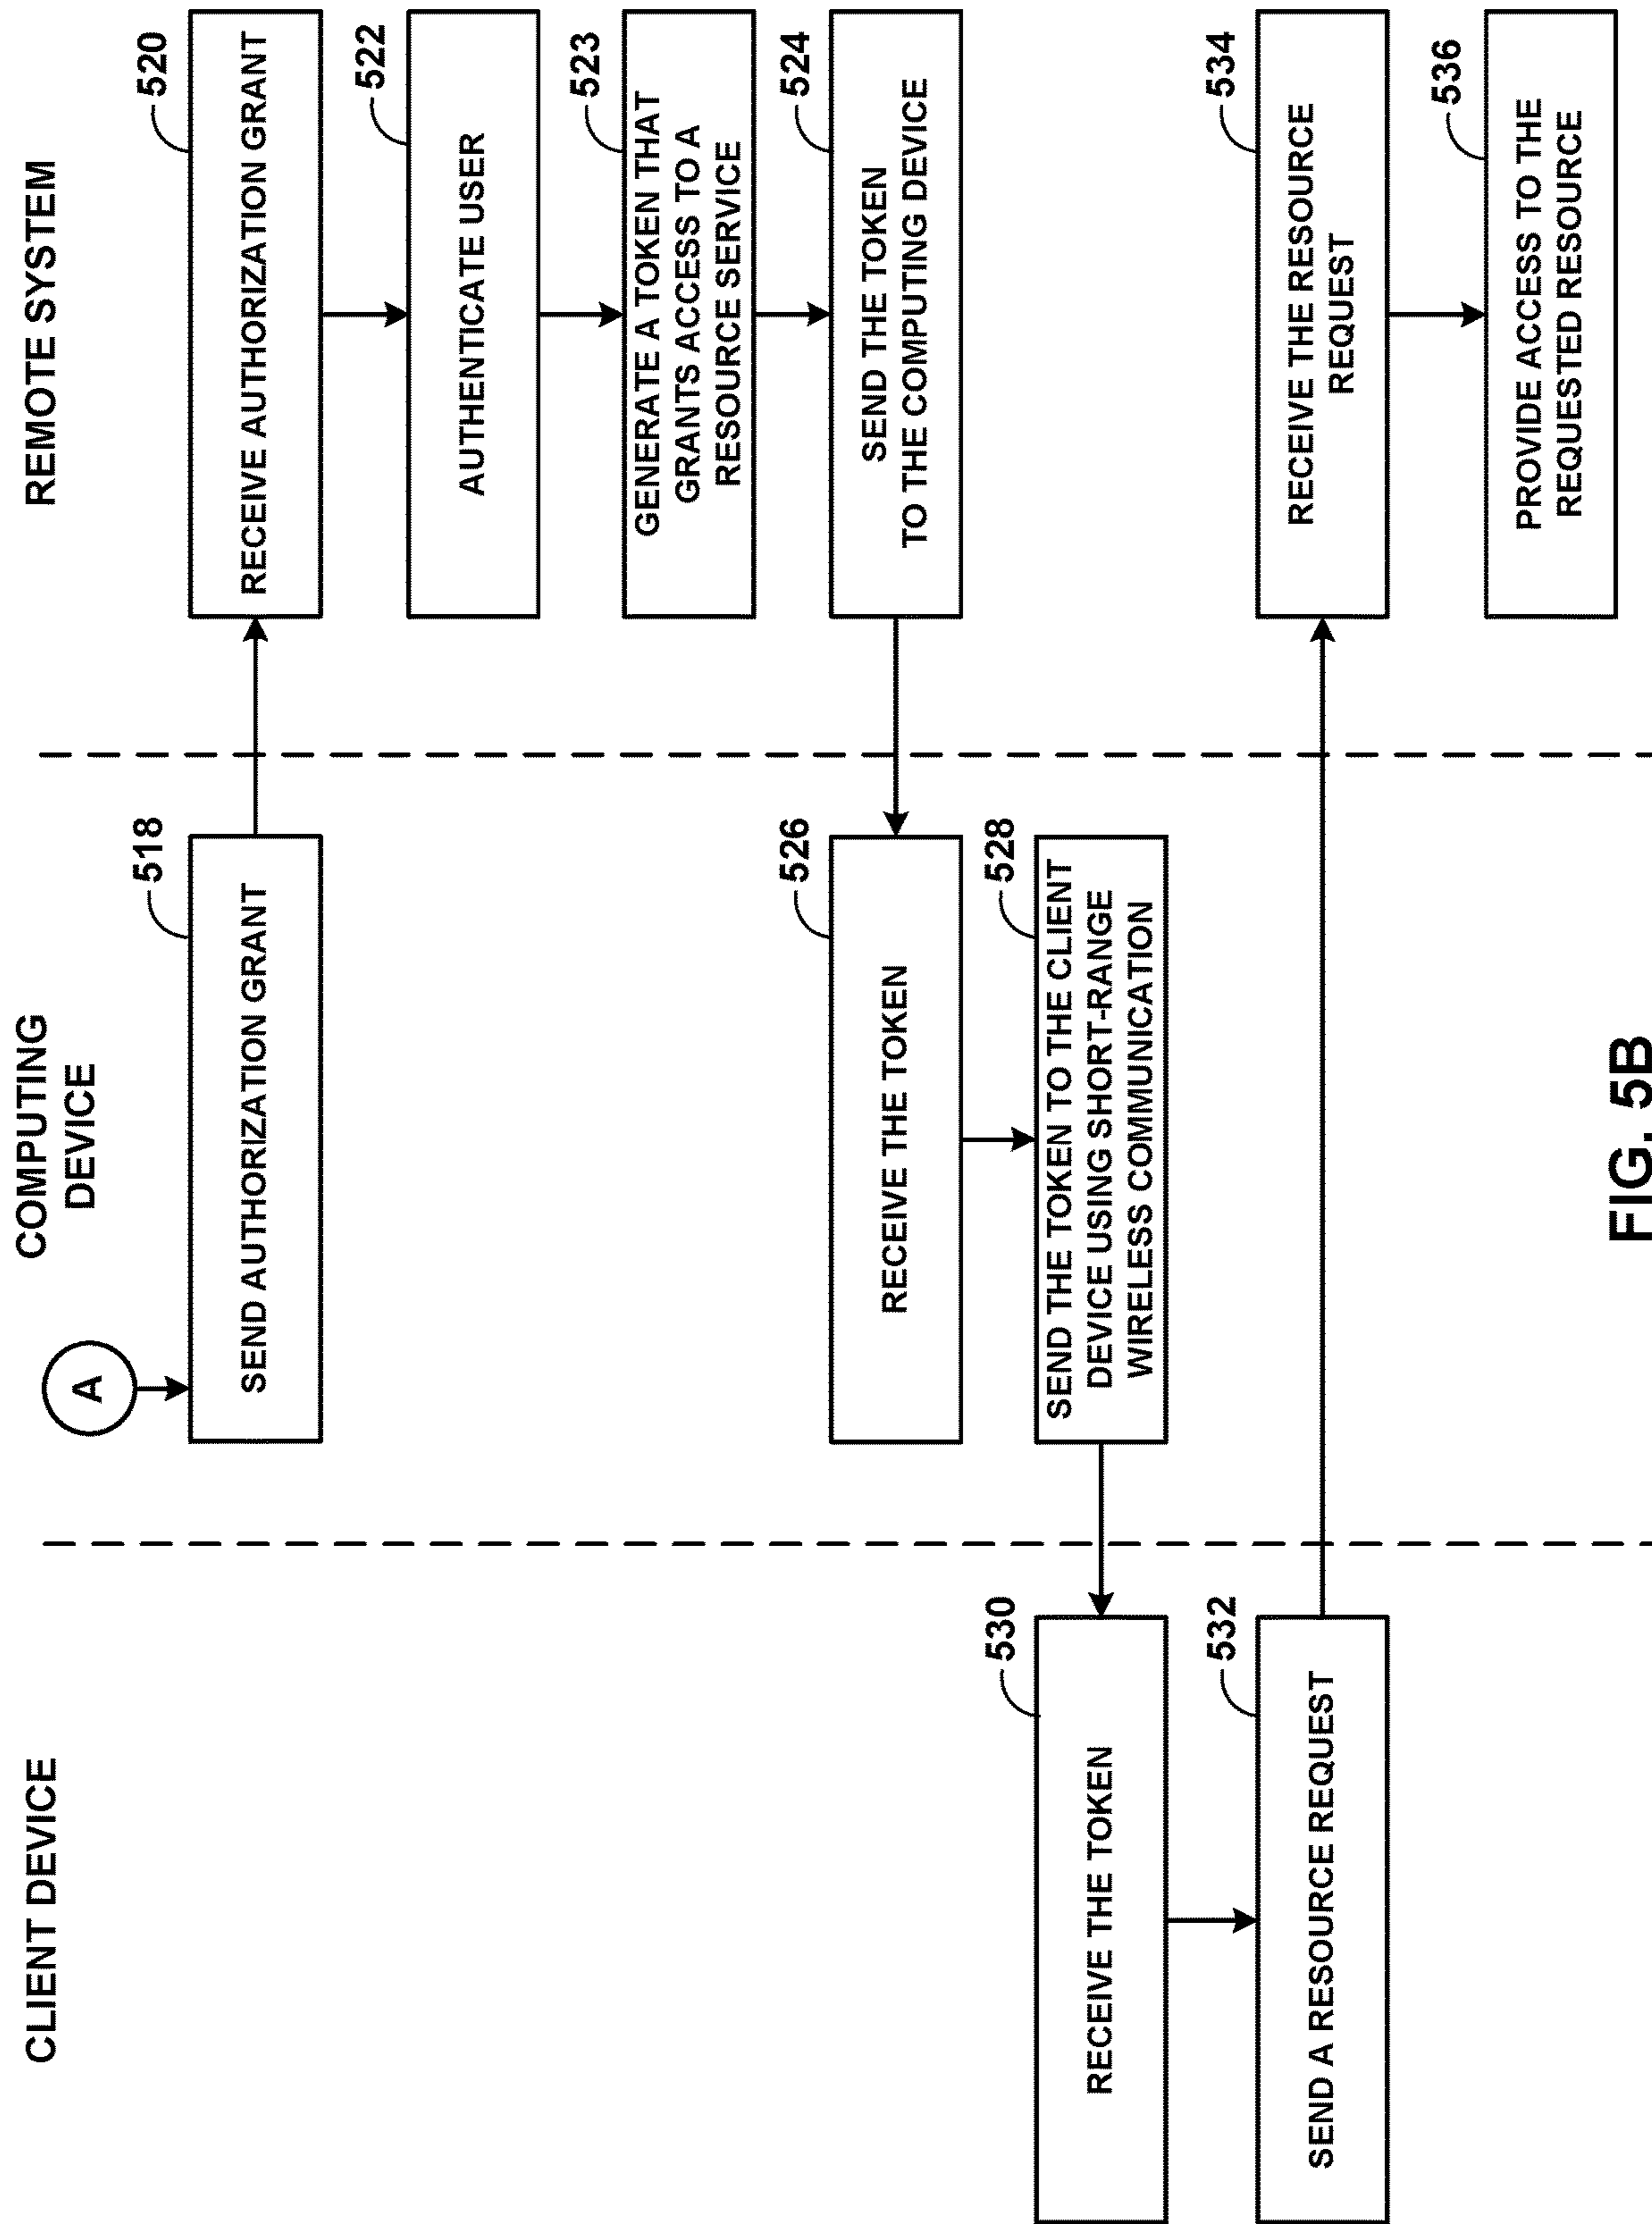 CLIENT DEVICE
COMPUTING
DEVICE
REMOTE SYSTEM
A
518
SEND AUTHORIZATION GRANT
520
RECEIVE AUTHORIZATION GRANT
522
AUTHENTICATE USER
523
GENERATE A TOKEN THAT
GRANTS ACCESS TO A
RESOURCE SERVICE
524
SEND THE TOKEN
TO THE COMPUTING DEVICE
526
RECEIVE THE TOKEN
528
SEND THE TOKEN TO THE CLIENT
DEVICE USING SHORT-RANGE
WIRELESS COMMUNICATION
530
RECEIVE THE TOKEN
532
SEND A RESOURCE REQUEST
534
RECEIVE THE RESOURCE
REQUEST
536
PROVIDE ACCESS TO THE
REQUESTED RESOURCE
FIG. 5B